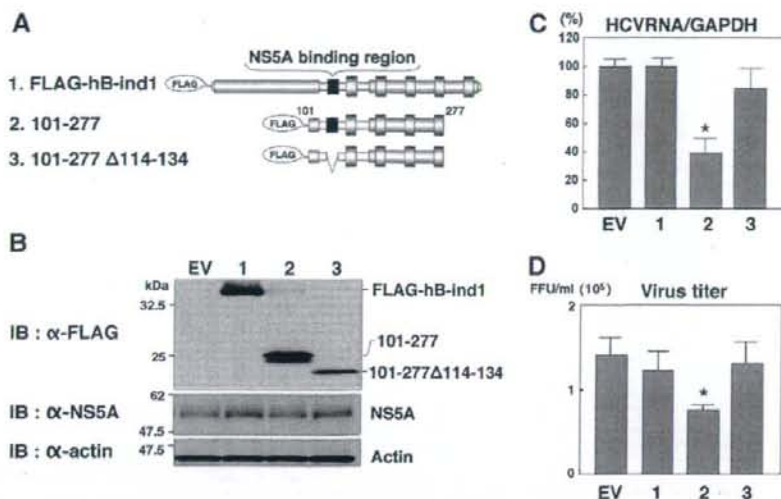 A
NS5A binding region
1. FLAG-hB-ind1
FLAG
101
277
2. 101-277
FLAG
3. 101-277 Δ114-134
FLAG
B
EV 1 2 3
kDa
32.5
FLAG-hB-ind1
IB : α-FLAG
25
101-277
101-277Δ114-134
62
IB : α-NS5A
NS5A
47.5
47.5
IB : α-actin
Actin
C
(%)
HCVRNA/GAPDH
120
100
80
60
40
20
0
*
EV 1 2 3
D
FFU/ml (10⁵)
Virus titer
2
1
0
*
EV 1 2 3